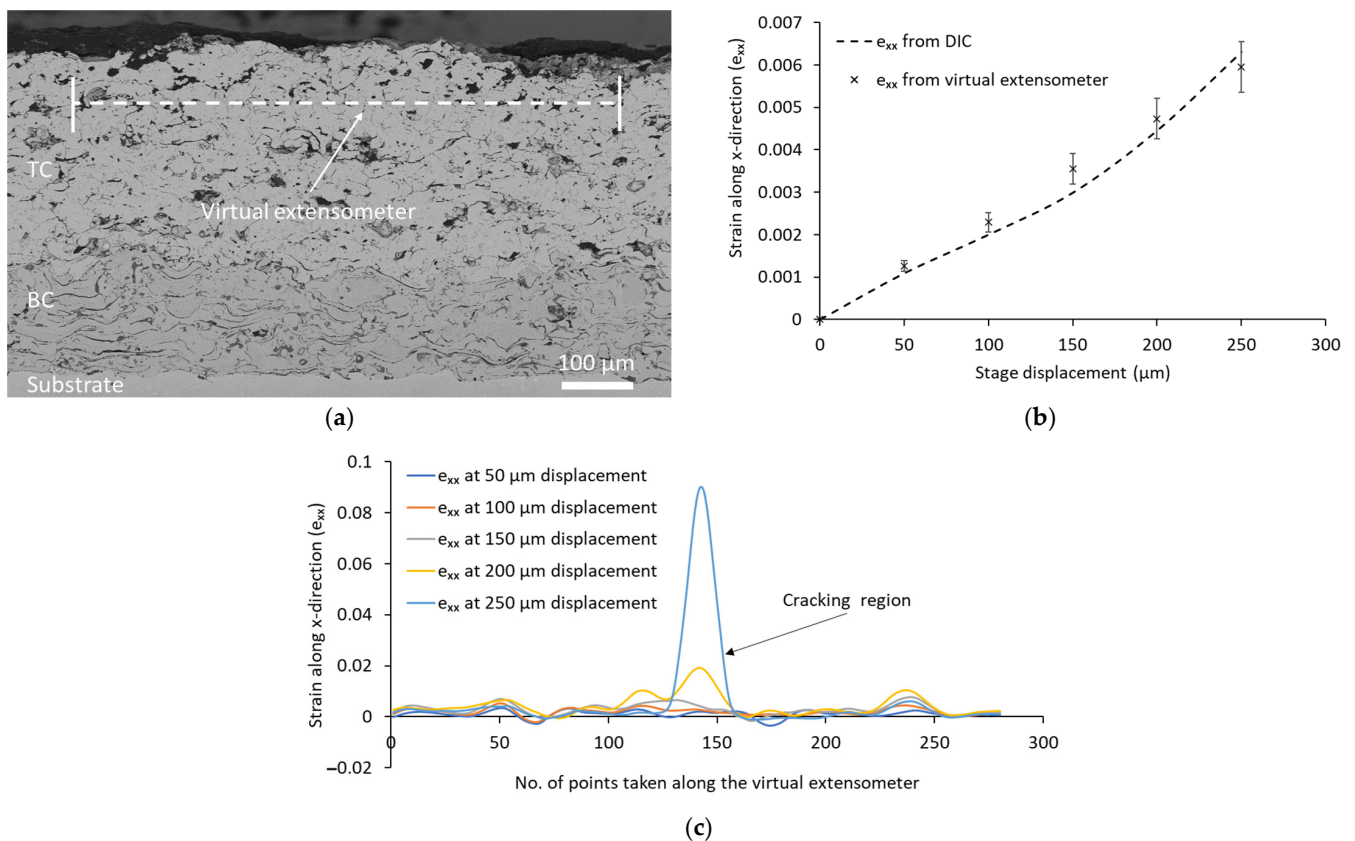 TC
Virtual extensometer
BC
100 µm
Substrate
(a)
0.007
0.006
0.005
0.004
0.003
0.002
0.001
0
Strain along x-direction (exx)
exx from DIC
exx from virtual extensometer
0
50
100
150
200
250
300
Stage displacement (µm)
(b)
0.1
0.08
0.06
0.04
0.02
0
−0.02
Strain along x-direction (exx)
exx at 50 µm displacement
exx at 100 µm displacement
exx at 150 µm displacement
exx at 200 µm displacement
exx at 250 µm displacement
Cracking region
0
50
100
150
200
250
300
No. of points taken along the virtual extensometer
(c)